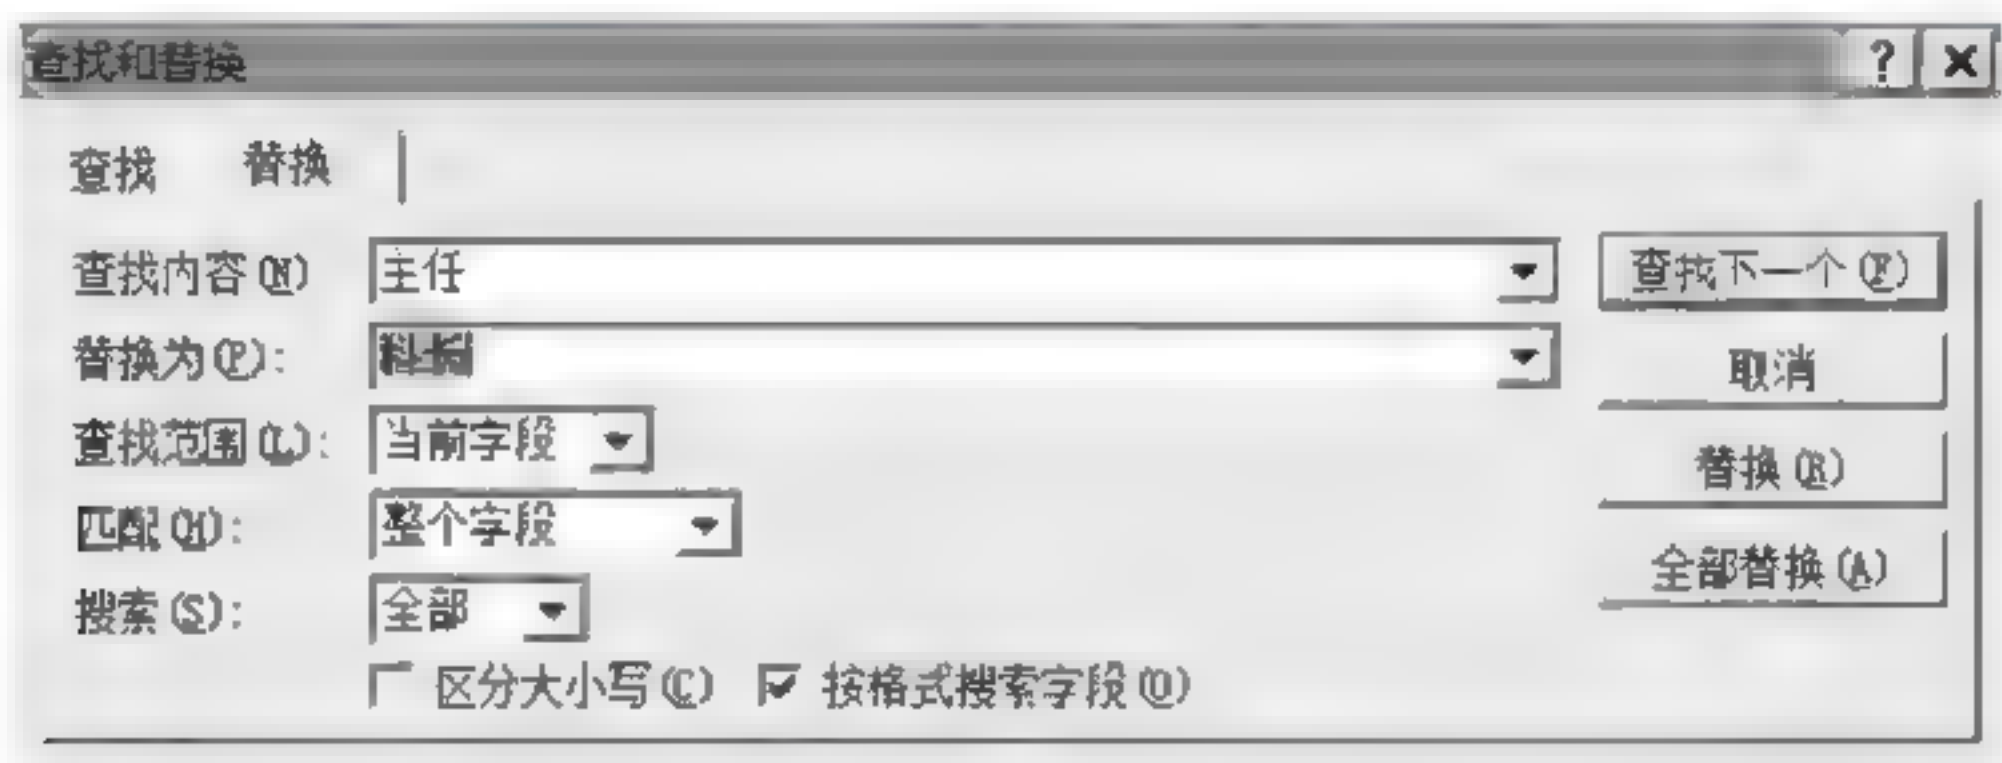 查找和替换
查找 替换
查找内容(N) 主任 查找下一个(F)
替换为(P): 科长 取消
查找范围(L): 当前字段 替换(R)
匹配(H): 整个字段 全部替换(A)
搜索(S): 全部
区分大小写(C) 按格式搜索字段(O)